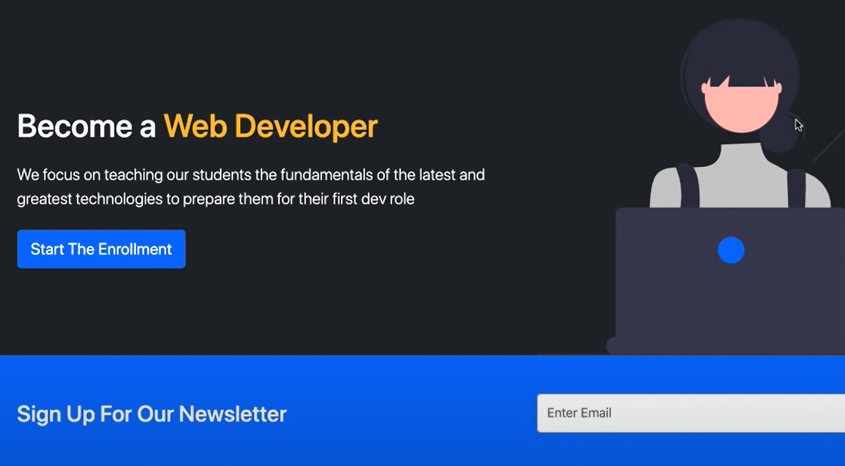 Become a Web Developer
We focus on teaching our students the fundamentals of the latest and
greatest technologies to prepare them for their first dev role
Start The Enrollment
Sign Up For Our Newsletter
Enter Email